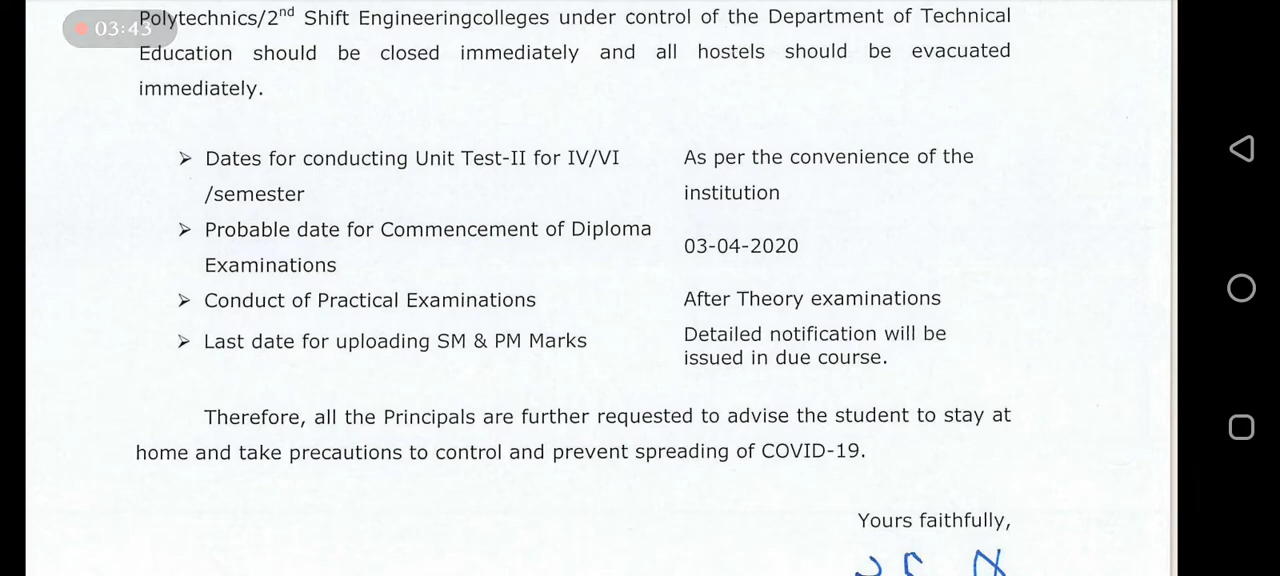 Polytechnics/2nd Shift Engineeringcolleges under control of the Department of Technical
03:43
Education should be closed immediately and all hostels should be evacuated
immediately.
➢ Dates for conducting Unit Test-II for IV/VI As per the convenience of the
/semester institution
➢ Probable date for Commencement of Diploma
Examinations 03-04-2020
➢ Conduct of Practical Examinations After Theory examinations
➢ Last date for uploading SM & PM Marks Detailed notification will be
issued in due course.
Therefore, all the Principals are further requested to advise the student to stay at
home and take precautions to control and prevent spreading of COVID-19.
Yours faithfully,